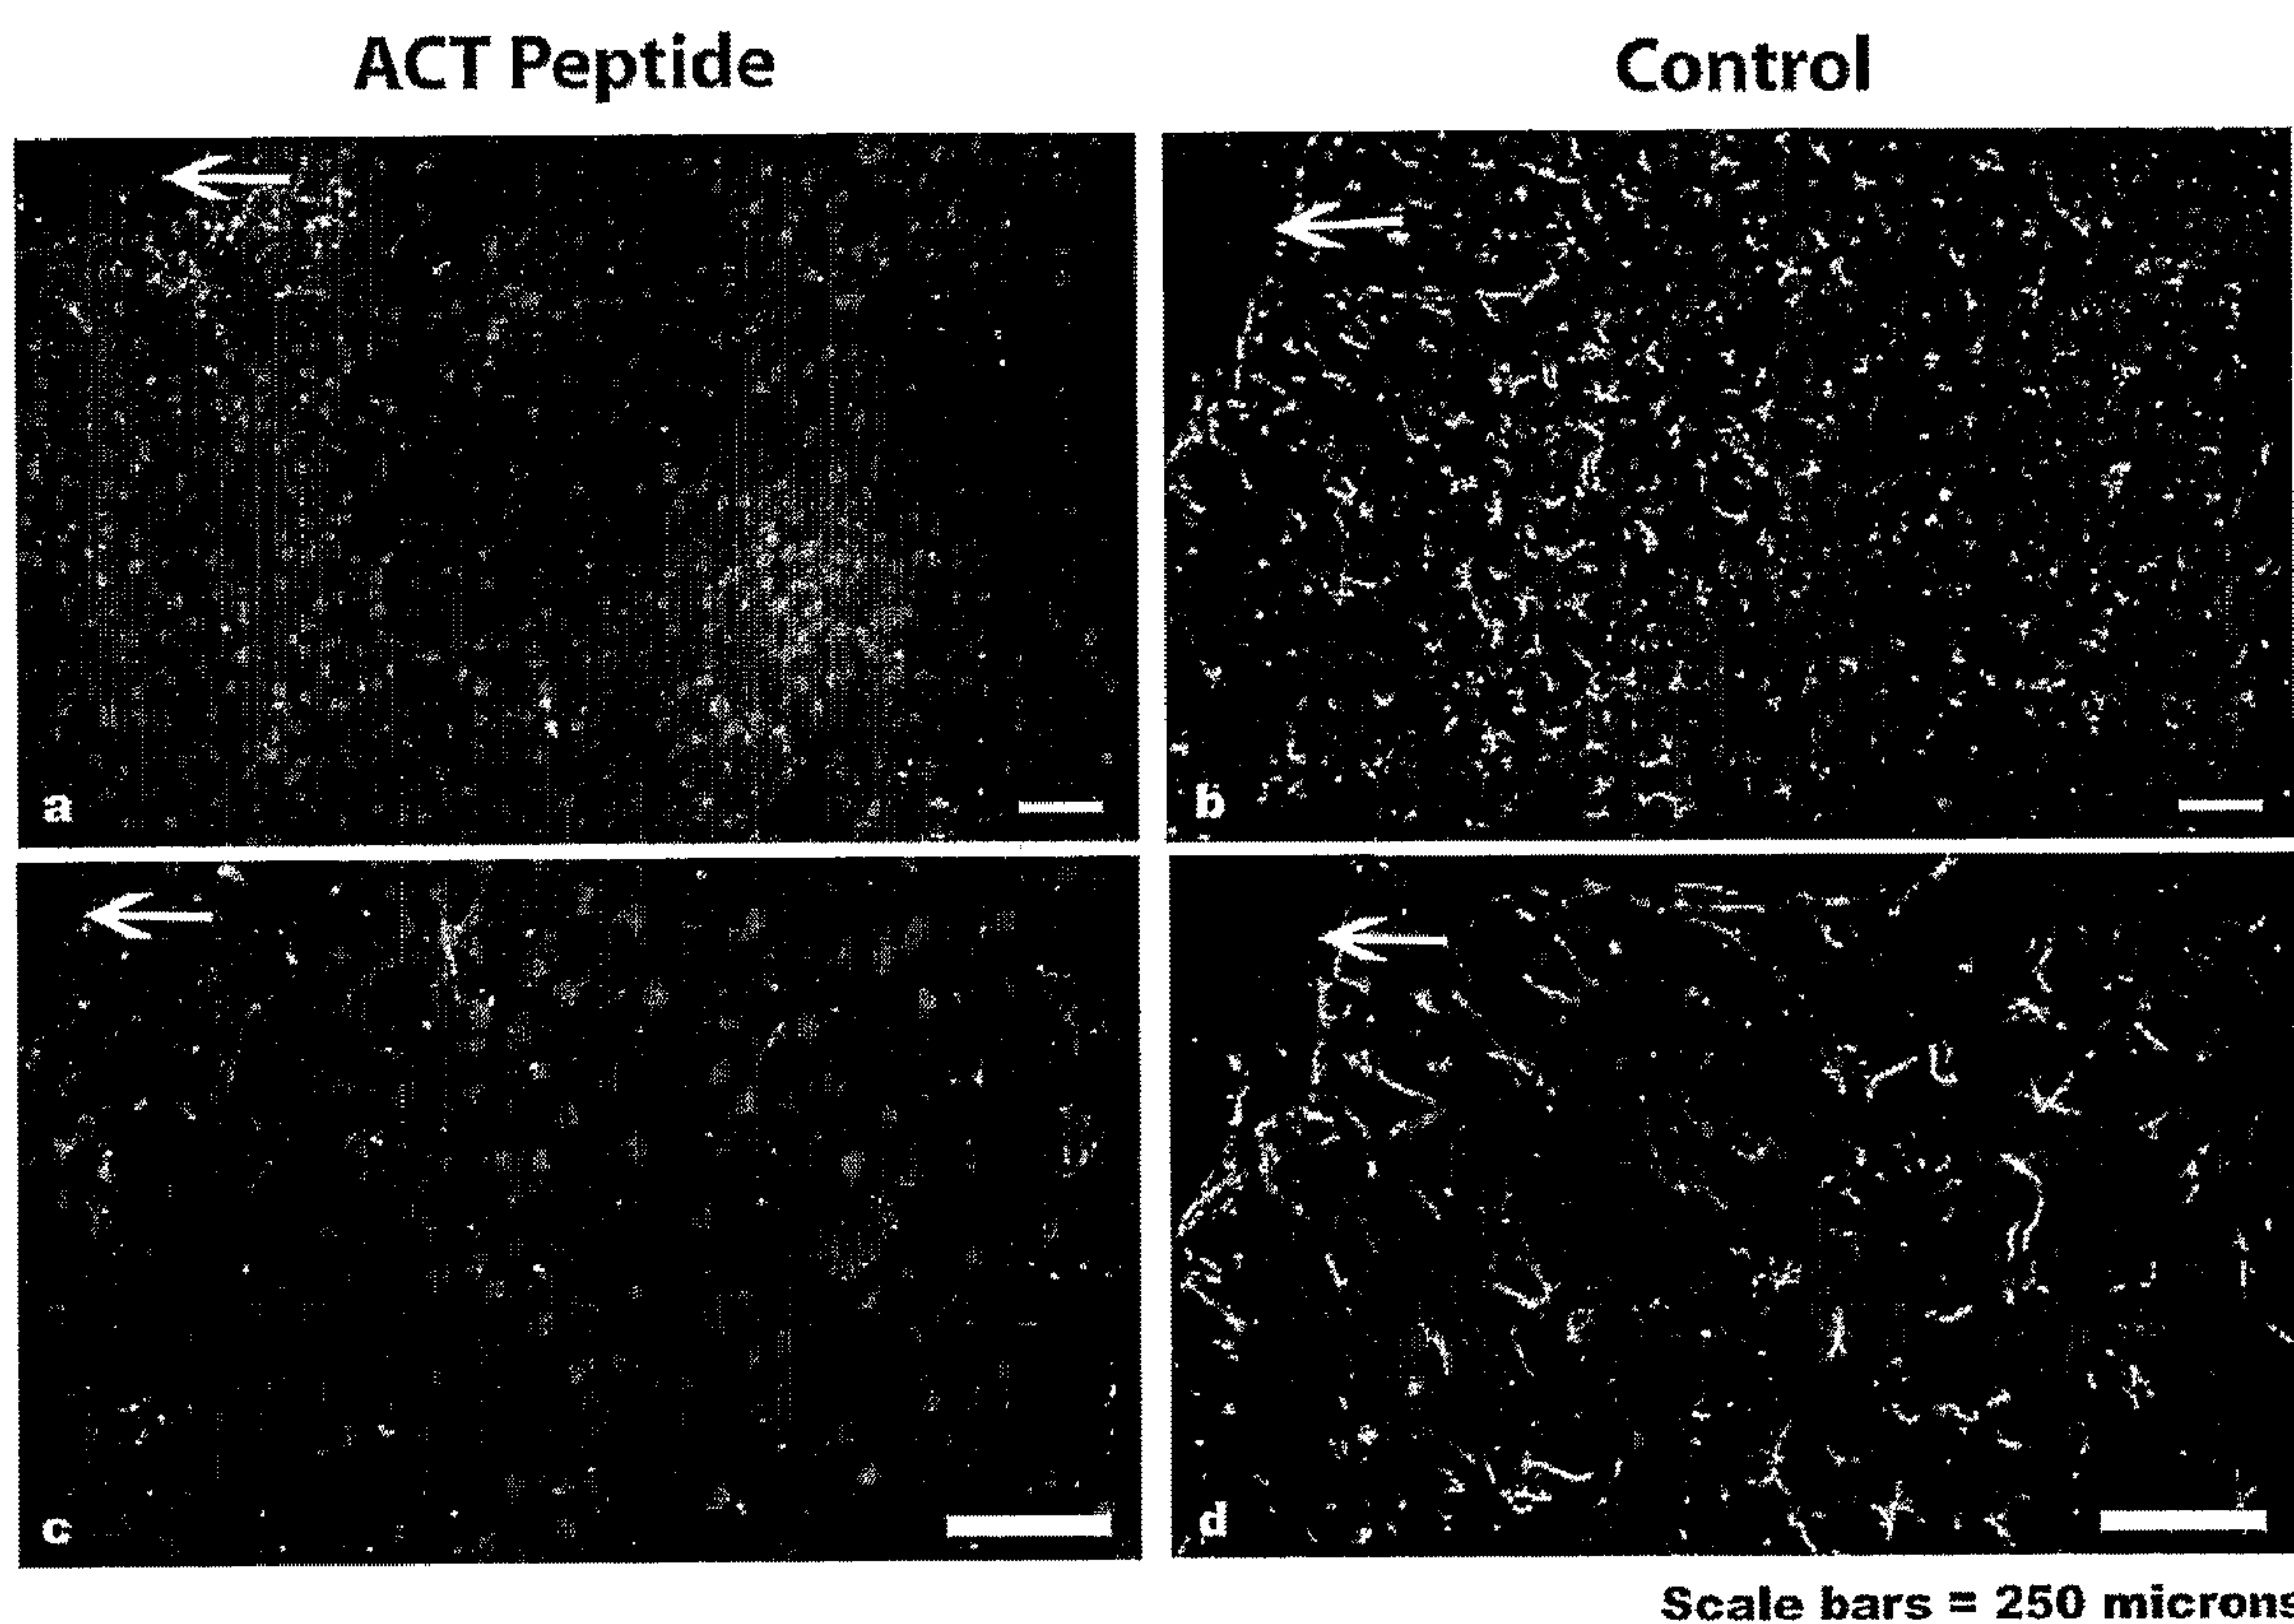 ACT Peptide
Control
a
b
c
d
Scale bars = 250 microns